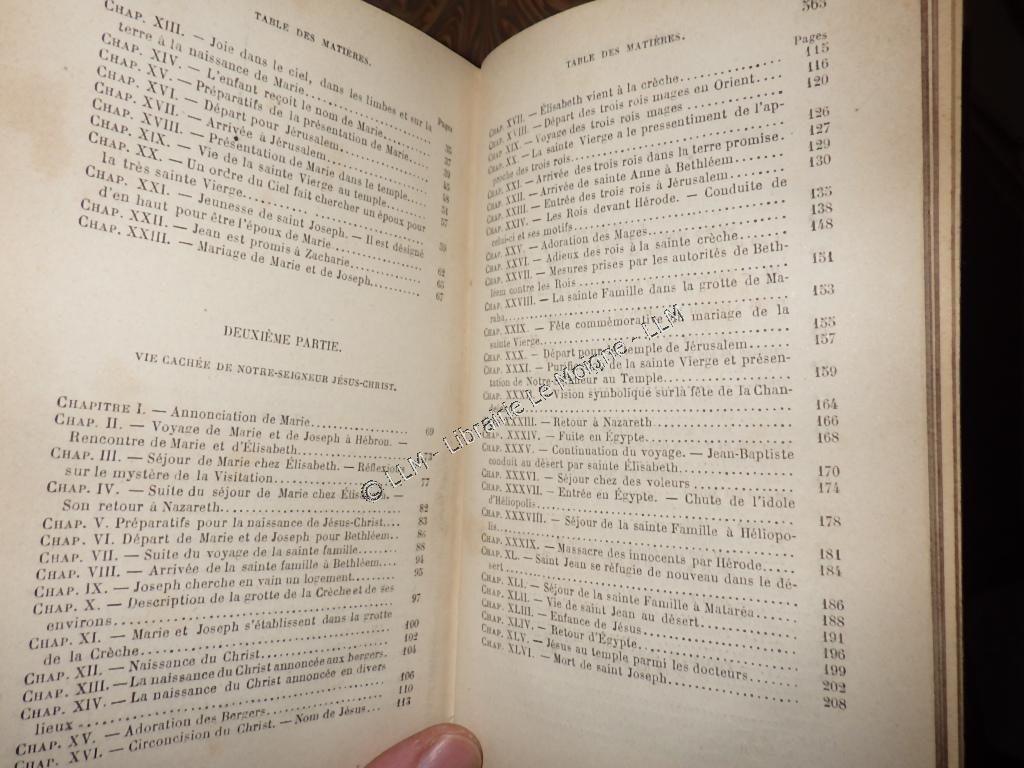 TABLE DES MATIÈRES.
Pages
CHAP. XIII. — Joie dans le ciel, dans les limbes et sur la
terre à la naissance de Marie. 35
CHAP. XIV. — L'enfant reçoit le nom de Marie. 37
CHAP. XV. — Préparatifs de la présentation de Marie. 39
CHAP. XVI. — Départ pour Jérusalem. 45
CHAP. XVII. — Arrivée à Jérusalem. 48
CHAP. XVIII. — Présentation de Marie dans le temple. 51
CHAP. XIX. — Vie de la sainte Vierge au temple. 57
CHAP. XX. — Un ordre du Ciel fait chercher un époux pour
la très sainte Vierge. 59
CHAP. XXI. — Jeunesse de saint Joseph. — Il est désigné
d'en haut pour être l'époux de Marie. 62
CHAP. XXII. — Jean est promis à Zacharie. 65
CHAP. XXIII. — Mariage de Marie et de Joseph. 67
DEUXIÈME PARTIE.
VIE CACHÉE DE NOTRE-SEIGNEUR JÉSUS-CHRIST.
CHAPITRE I. — Annonciation de Marie. 69
CHAP. II. — Voyage de Marie et de Joseph à Hébron. —
Rencontre de Marie et d'Élisabeth. 73
CHAP. III. — Séjour de Marie chez Élisabeth. — Réflexions
sur le mystère de la Visitation. 77
CHAP. IV. — Suite du séjour de Marie chez Élisabeth. —
Son retour à Nazareth. 82
CHAP. V. Préparatifs pour la naissance de Jésus-Christ. 83
CHAP. VI. Départ de Marie et de Joseph pour Bethléem. 86
CHAP. VII. — Suite du voyage de la sainte famille. 88
CHAP. VIII. — Arrivée de la sainte famille à Bethléem. 94
CHAP. IX. — Joseph cherche en vain un logement. 95
CHAP. X. — Description de la grotte de la Crèche et de ses
environs. 97
CHAP. XI. — Marie et Joseph s'établissent dans la grotte
de la Crèche. 100
CHAP. XII. — Naissance du Christ. 102
CHAP. XIII. — La naissance du Christ annoncée aux bergers. 104
CHAP. XIV. — La naissance du Christ annoncée en divers
lieux. 106
CHAP. XV. — Adoration des Bergers. 110
CHAP. XVI. — Circoncision du Christ. — Nom de Jésus. 113
565
TABLE DES MATIÈRES.
Pages
CHAP. XVII. — Élisabeth vient à la crèche. 115
CHAP. XVIII. — Départ des trois rois mages en Orient. 116
CHAP. XIX. — Voyage des trois rois mages 120
CHAP. XX. — La sainte Vierge a le pressentiment de l'ap-
proche des trois rois. 126
CHAP. XXI. — Arrivée des trois rois dans la terre promise. 127
CHAP. XXII. — Arrivée de sainte Anne à Bethléem. 129
CHAP. XXIII. — Entrée des trois rois à Jérusalem. 130
CHAP. XXIV. — Les Rois devant Hérode. — Conduite de
celui-ci et ses motifs. 135
CHAP. XXV. — Adoration des Mages. 138
CHAP. XXVI. — Adieux des rois à la sainte crèche. 148
CHAP. XXVII. — Mesures prises par les autorités de Beth-
léem contre les Rois. 151
CHAP. XXVIII. — La sainte Famille dans la grotte de Ma-
raha. 153
CHAP. XXIX. — Fête commémorative du mariage de la
sainte Vierge. 155
CHAP. XXX. — Départ pour le temple de Jérusalem. 157
CHAP. XXXI. — Purification de la sainte Vierge et présen-
tation de Notre-Seigneur au Temple. 159
CHAP. XXXII. — Vision symbolique sur la fête de la Chan-
deleur. 164
CHAP. XXXIII. — Retour à Nazareth 166
CHAP. XXXIV. — Fuite en Égypte. 168
CHAP. XXXV. — Continuation du voyage. — Jean-Baptiste
conduit au désert par sainte Élisabeth. 170
CHAP. XXXVI. — Séjour chez des voleurs. 174
CHAP. XXXVII. — Entrée en Égypte. — Chute de l'idole
d'Héliopolis. 178
CHAP. XXXVIII. — Séjour de la sainte Famille à Héliopo-
lis. 181
CHAP. XXXIX. — Massacre des innocents par Hérode. 184
CHAP. XL. — Saint Jean se réfugie de nouveau dans le dé-
sert. 186
CHAP. XLI. — Séjour de la sainte Famille à Mataréa. 188
CHAP. XLII. — Vie de saint Jean au désert. 191
CHAP. XLIII. — Enfance de Jésus. 196
CHAP. XLIV. — Retour d'Égypte. 199
CHAP. XLV. — Jésus au temple parmi les docteurs. 202
CHAP. XLVI. — Mort de saint Joseph. 208
© LLM - Librairie Le Moigne - LLM